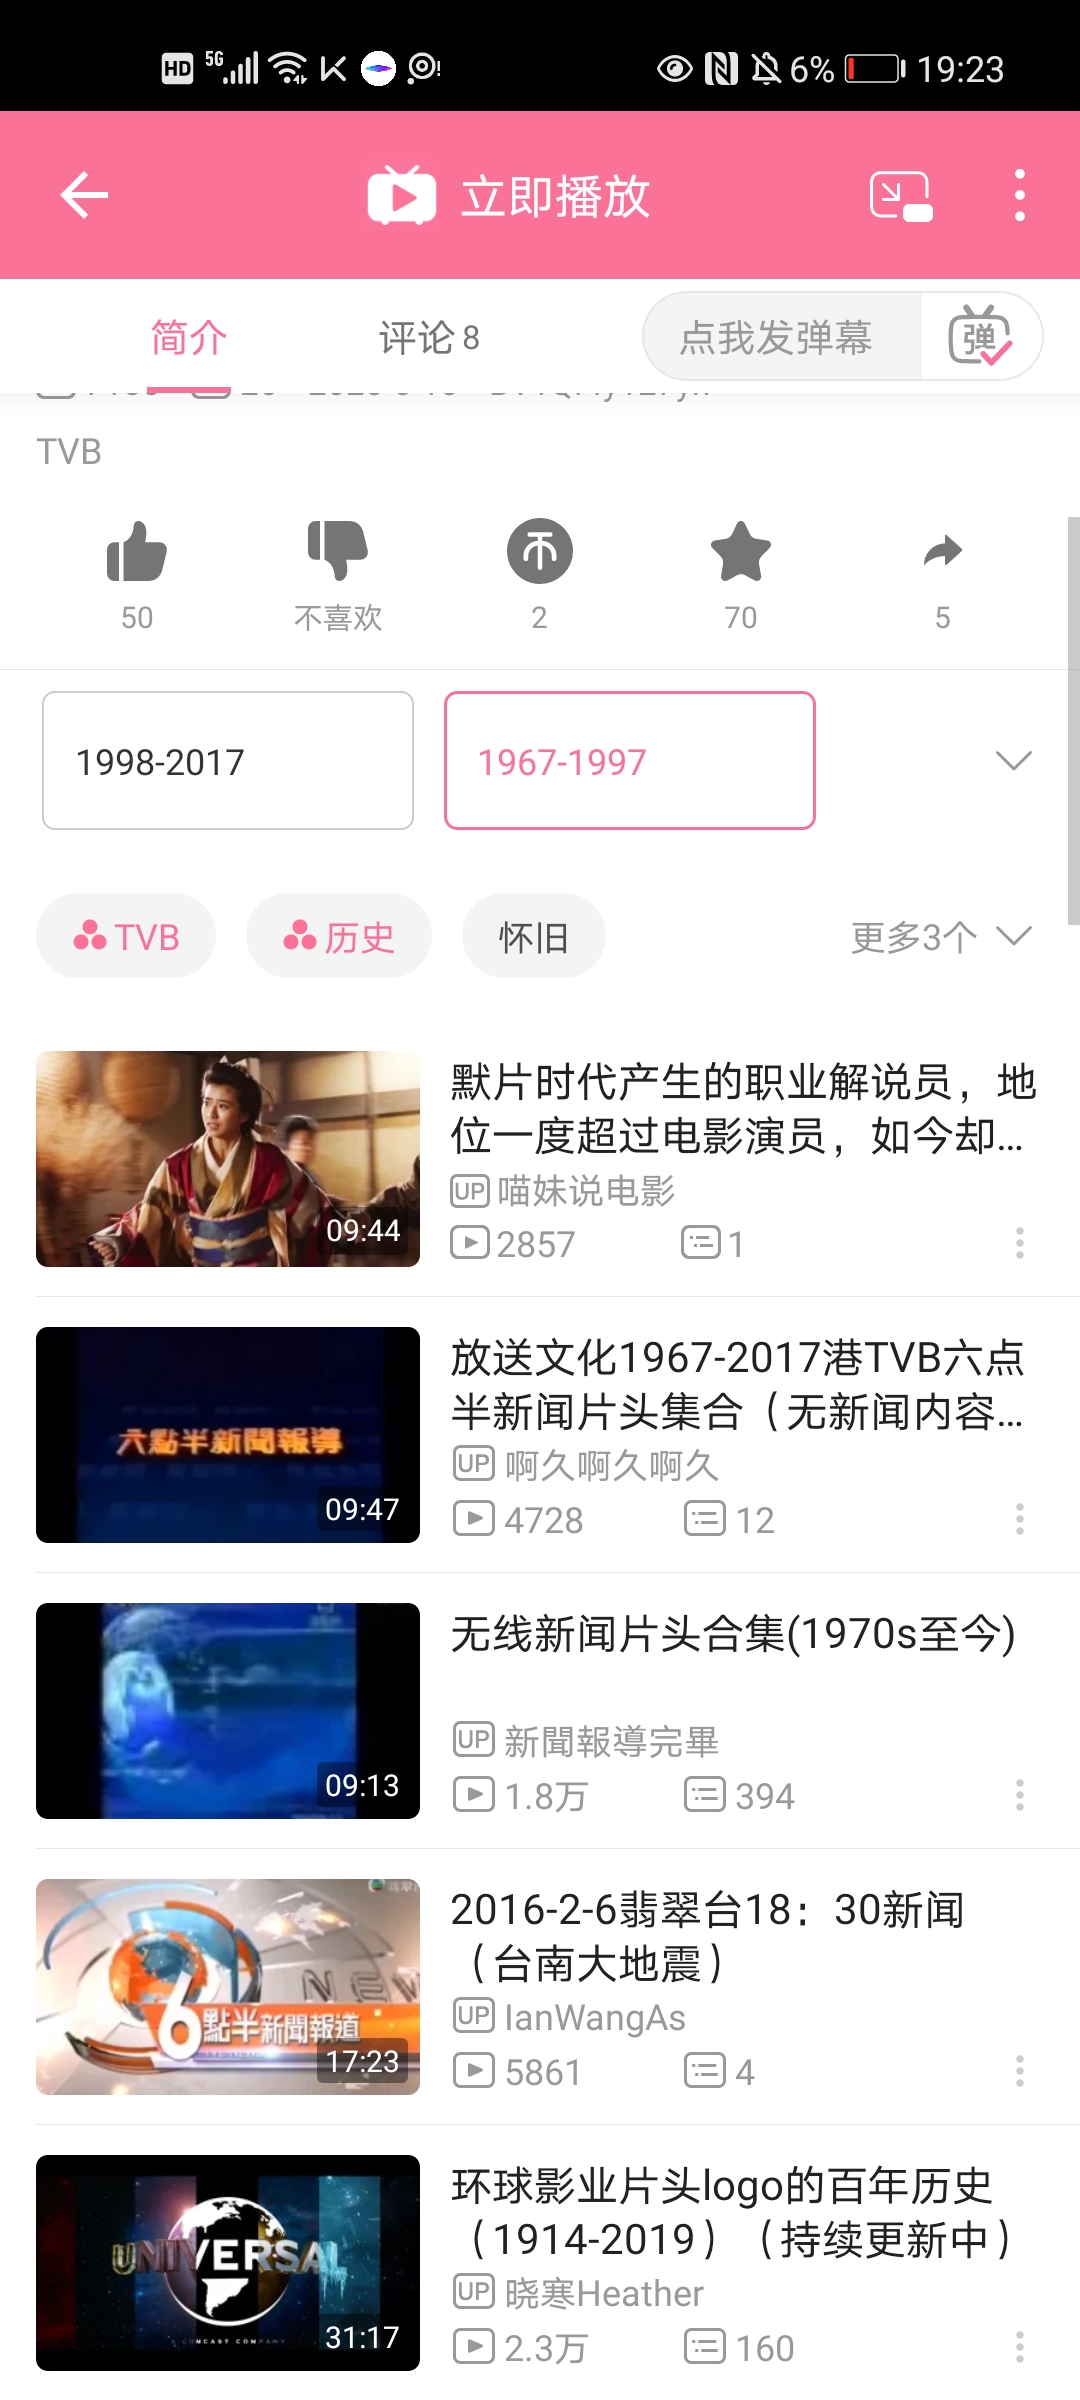 HD 5G 6% 19:23
立即播放
简介 评论 8 点我发弹幕 弹
TVB
50 不喜欢 2 70 5
1998-2017 1967-1997
TVB 历史 怀旧 更多3个
默片时代产生的职业解说员，地
位一度超过电影演员，如今却...
09:44
UP 喵妹说电影
2857 1
放送文化1967-2017港TVB六点
半新闻片头集合（无新闻内容...
六點半新聞報導
09:47
UP 啊久啊久啊久
4728 12
无线新闻片头合集(1970s至今)
09:13
UP 新聞報導完畢
1.8万 394
2016-2-6翡翠台18：30新闻
（台南大地震）
NEW
6點半新聞報道
17:23
UP IanWangAs
5861 4
环球影业片头logo的百年历史
（1914-2019）（持续更新中）
UNIVERSAL
A COMCAST COMPANY
31:17
UP 晓寒Heather
2.3万 160